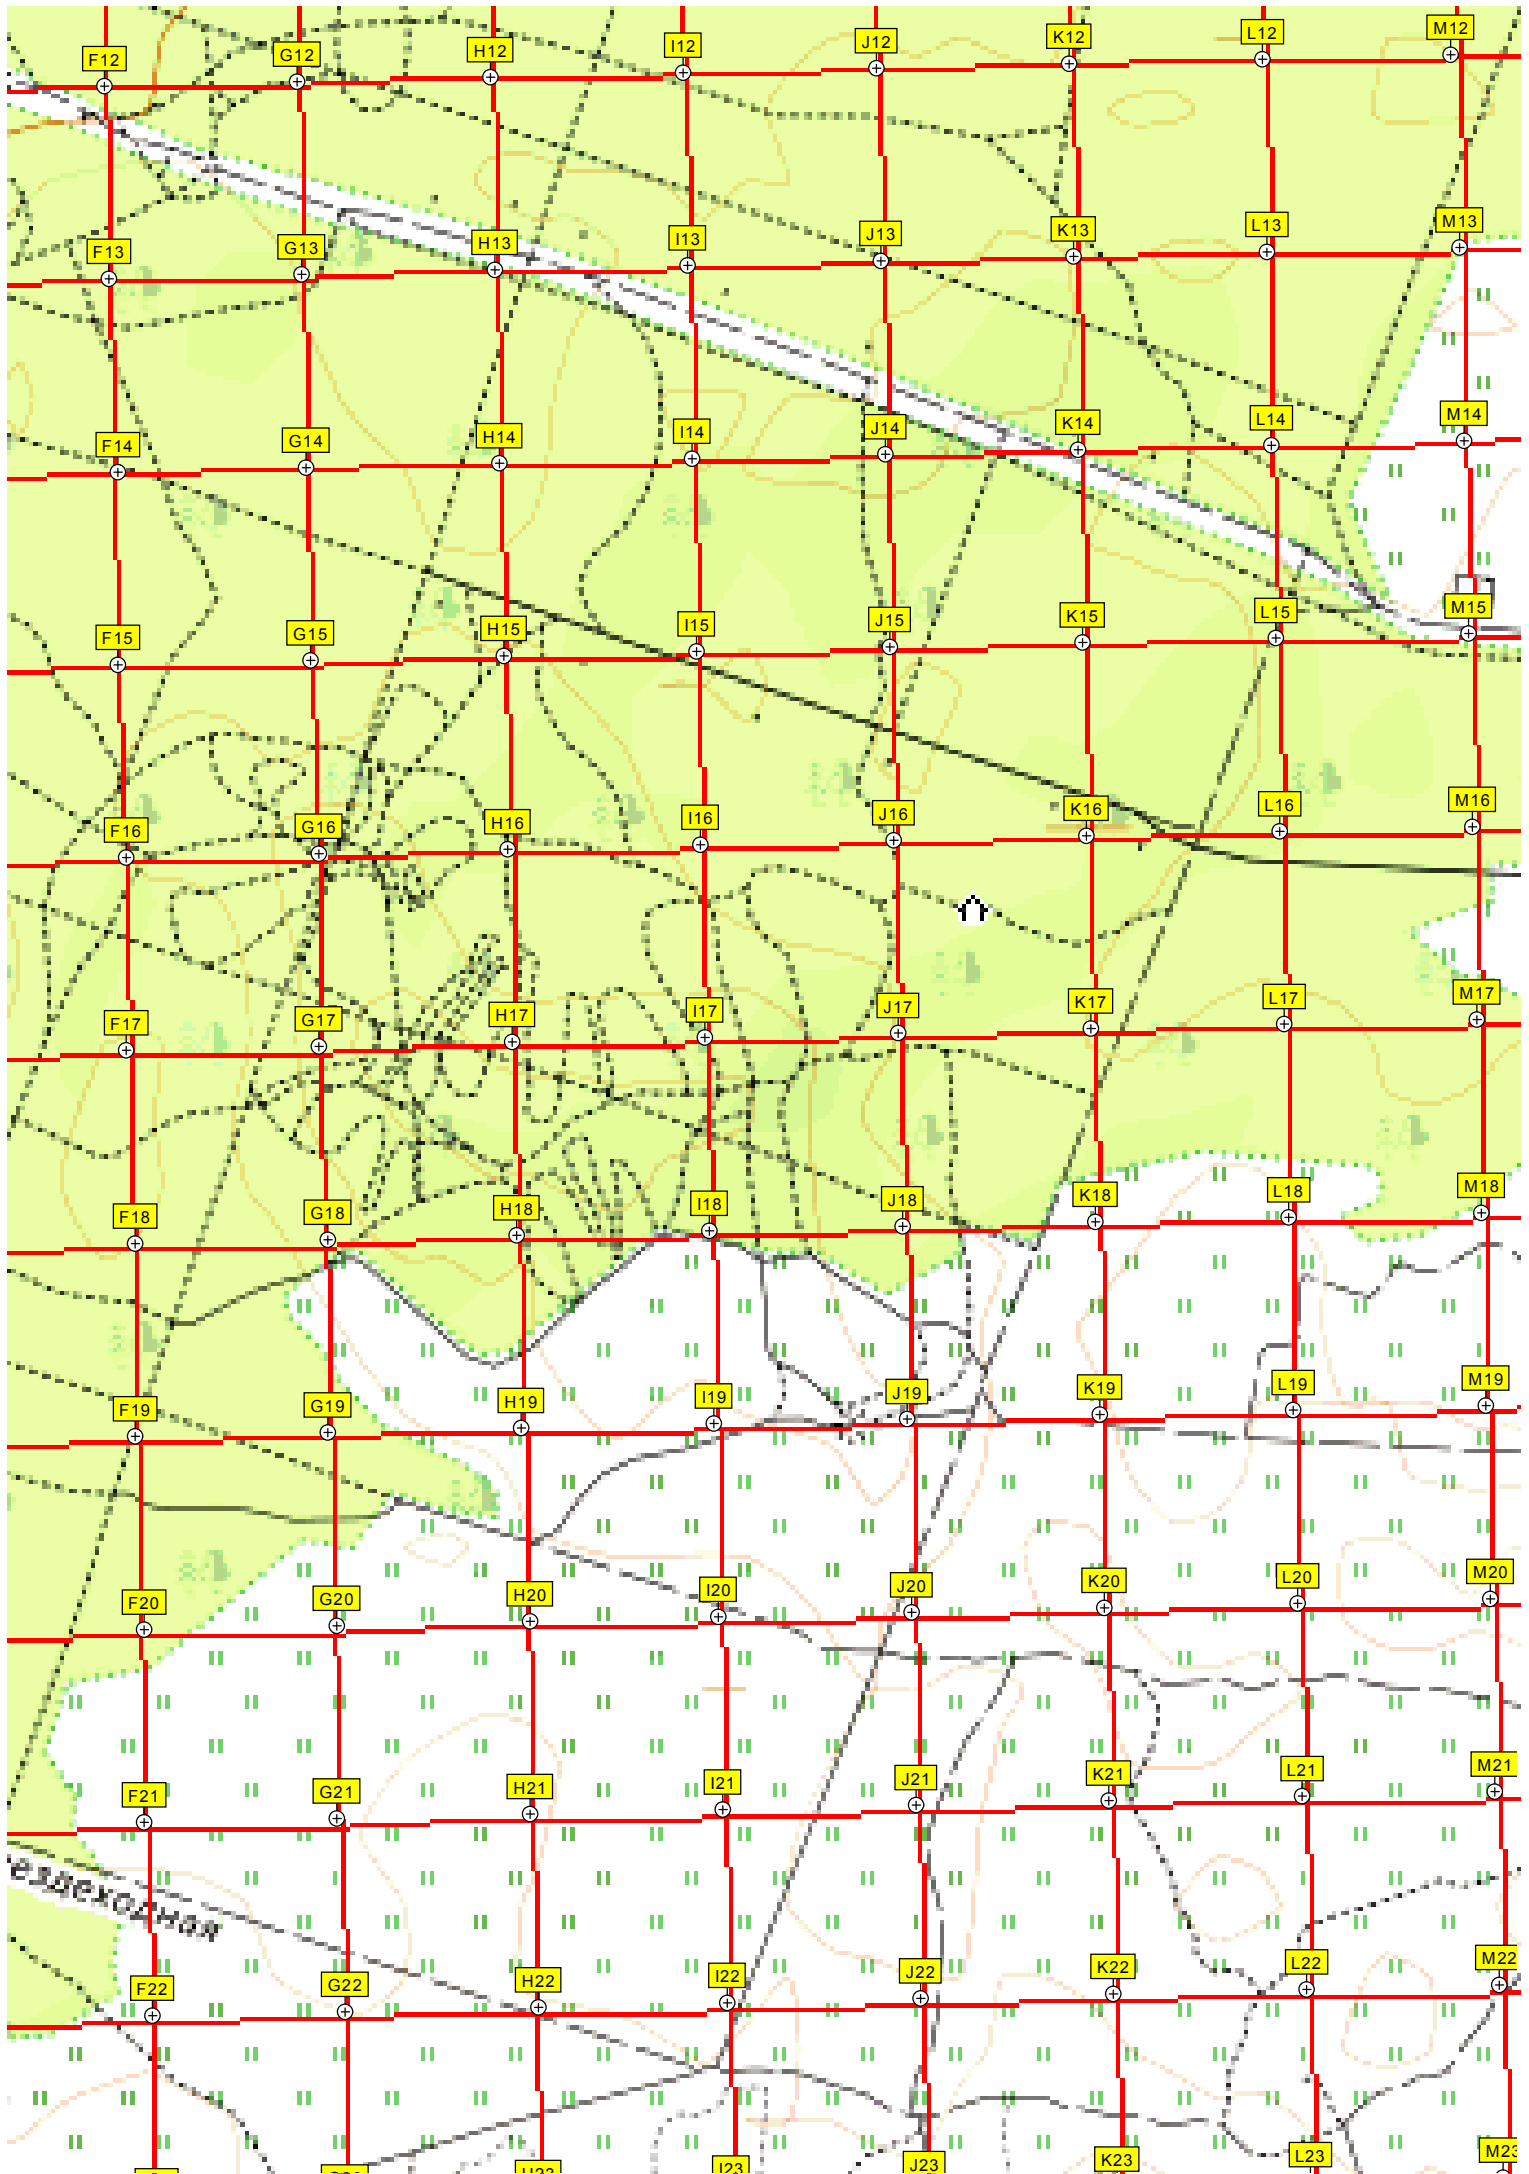 F12 G12 H12 I12 J12 K12 L12 M12
F13 G13 H13 I13 J13 K13 L13 M13
F14 G14 H14 I14 J14 K14 L14 M14
F15 G15 H15 I15 J15 K15 L15 M15
F16 G16 H16 I16 J16 K16 L16 M16
F17 G17 H17 I17 J17 K17 L17 M17
F18 G18 H18 I18 J18 K18 L18 M18
F19 G19 H19 I19 J19 K19 L19 M19
F20 G20 H20 I20 J20 K20 L20 M20
F21 G21 H21 I21 J21 K21 L21 M21
ездеходная
F22 G22 H22 I22 J22 K22 L22 M22
I23 J23 K23 L23 M23